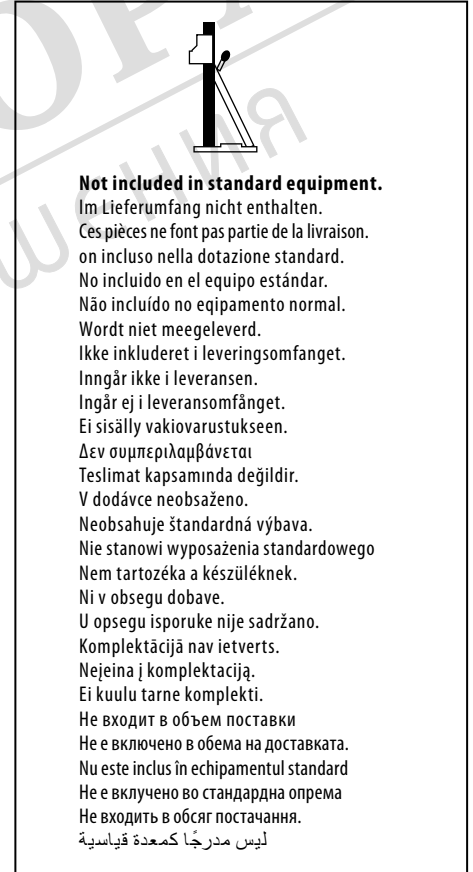 Not included in standard equipment.
Im Lieferumfang nicht enthalten.
Ces pièces ne font pas partie de la livraison.
on incluso nella dotazione standard.
No incluido en el equipo estándar.
Não incluído no eqipamento normal.
Wordt niet meegeleverd.
Ikke inkluderet i leveringsomfanget.
Inngår ikke i leveransen.
Ingår ej i leveransomfånget.
Ei sisälly vakiovarustukseen.
Δεν συμπεριλαμβάνεται
Teslimat kapsamında değildir.
V dodávce neobsaženo.
Neobsahuje štandardná výbava.
Nie stanowi wyposażenia standardowego
Nem tartozéka a készüléknek.
Ni v obsegu dobave.
U opsegu isporuke nije sadržano.
Komplektācijā nav ietverts.
Neįeina į komplektaciją.
Ei kuulu tarne komplekti.
Не входит в объем поставки
Не е включено в обема на доставката.
Nu este inclus în echipamentul standard
Не е вклучено во стандардна опрема
Не входить в обсяг постачання.
ليس مدرجًا كمعدة قياسية